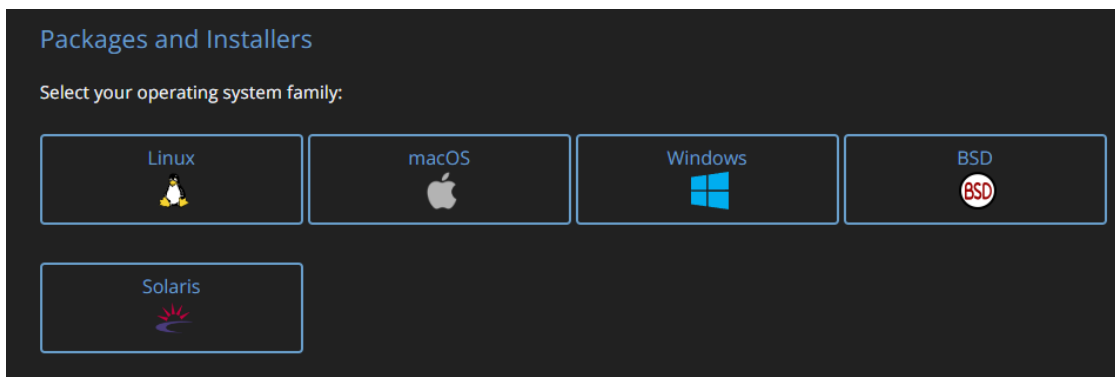 Packages and Installers
Select your operating system family:
Linux
macOS
Windows
BSD
BSD
Solaris